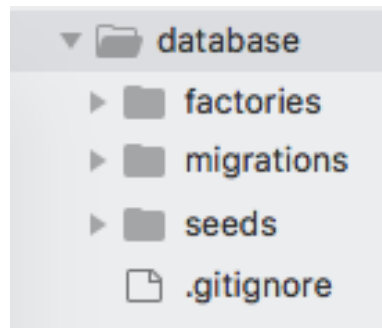 database
factories
migrations
seeds
.gitignore